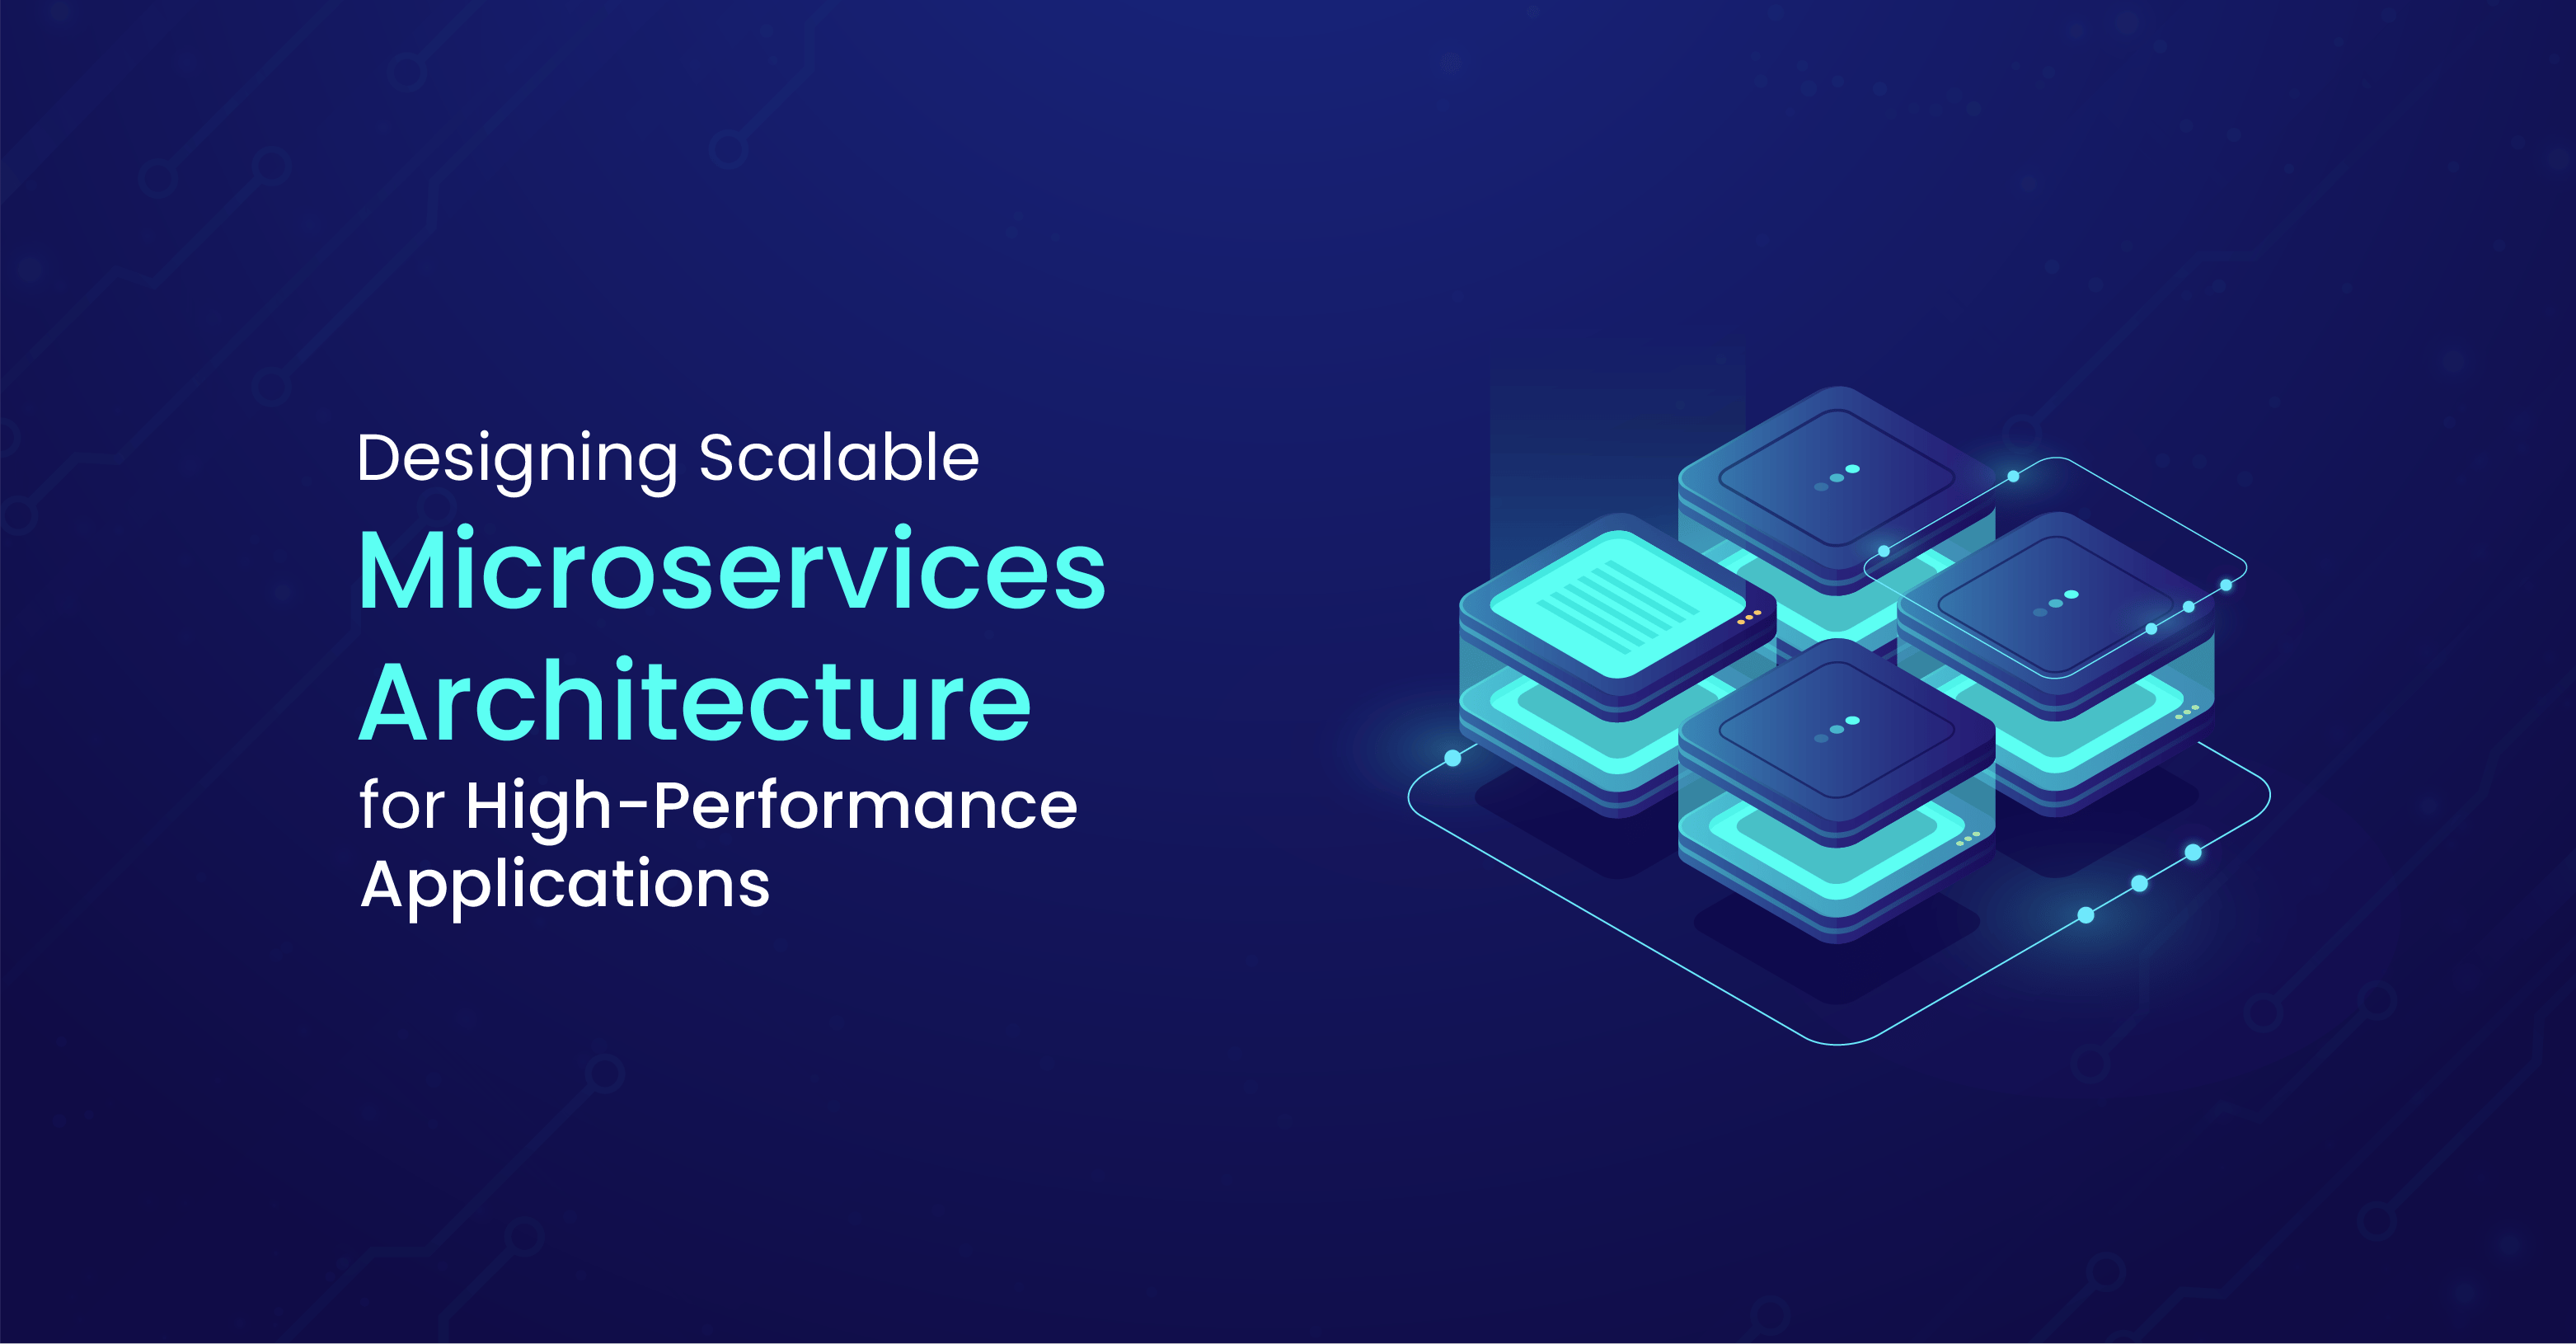 Designing Scalable
Microservices
Architecture
for High-Performance
Applications